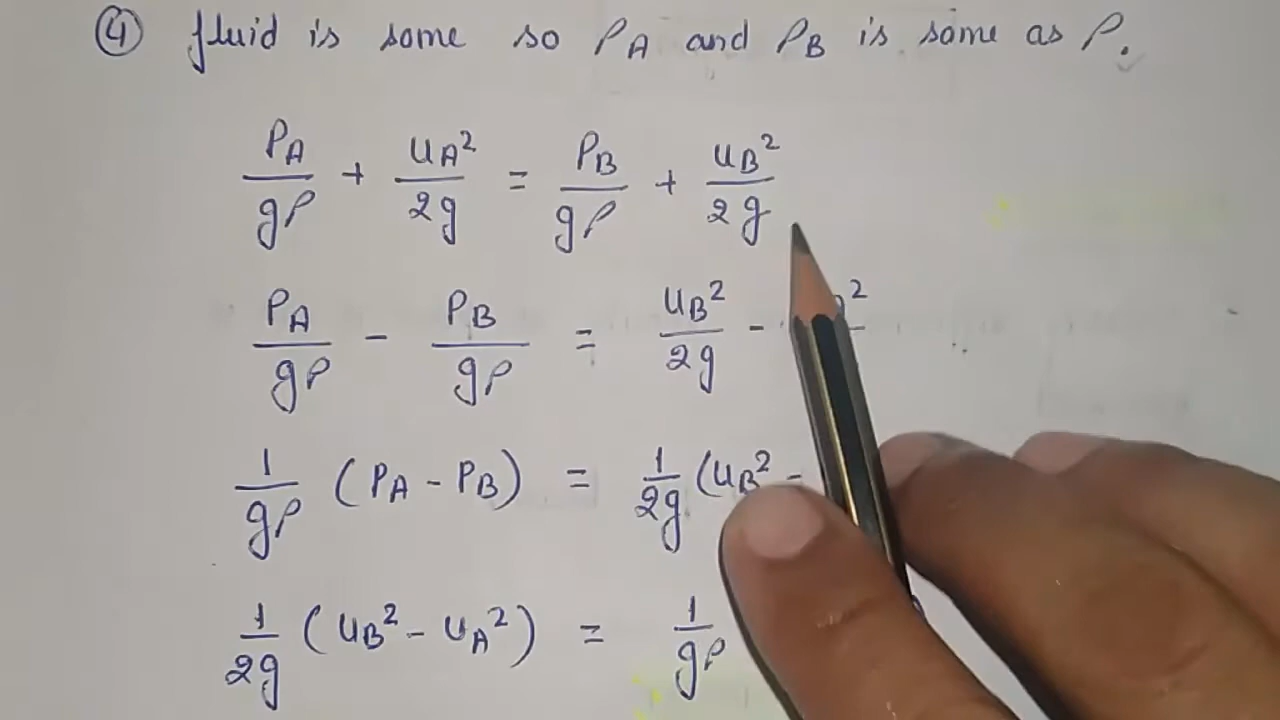 ④ fluid is same so ρA and ρB is same as ρ.
PA/gρ + uA²/2g = PB/gρ + uB²/2g
PA/gρ - PB/gρ = uB²/2g - ²
1/gρ (PA - PB) = 1/2g (uB² -
1/2g (uB² - uA²) = 1/gρ